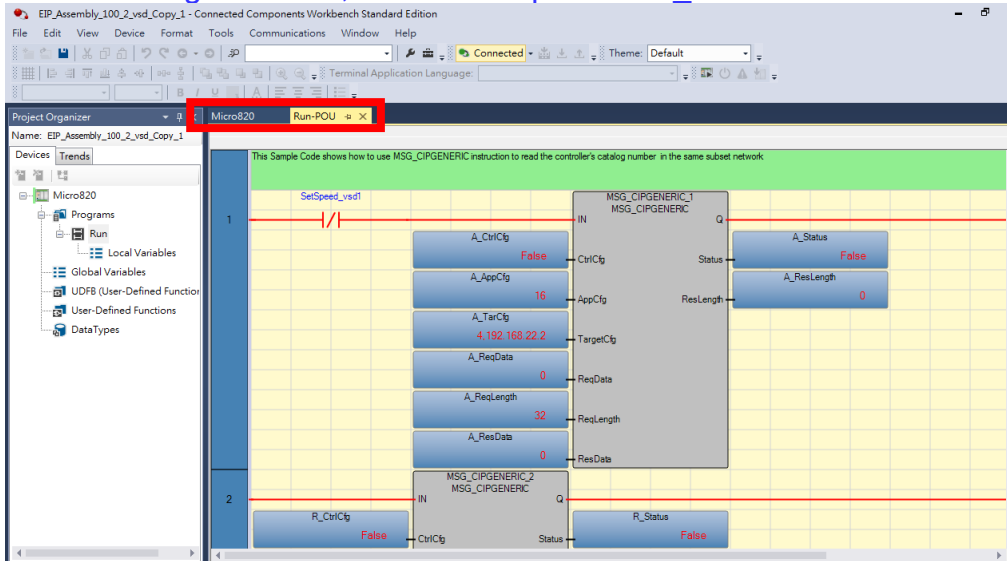 EIP_Assembly_100_2_vsd_Copy_1 - Connected Components Workbench Standard Edition
File Edit View Device Format Tools Communications Window Help
Connected Theme: Default
Terminal Application Language:
B I U A
Project Organizer
Micro820 Run-POU
Name: EIP_Assembly_100_2_vsd_Copy_1
Devices Trends
Micro820
Programs
Run
Local Variables
Global Variables
UDFB (User-Defined Function
User-Defined Functions
DataTypes
This Sample Code shows how to use MSG_CIPGENERIC instruction to read the controller's catalog number in the same subset network
1
SetSpeed_vsd1
MSG_CIPGENERIC_1
MSG_CIPGENERIC
IN Q
A_CtrlCfg
False
CtrlCfg
Status
A_Status
False
A_AppCfg
16
AppCfg
ResLength
A_ResLength
0
A_TarCfg
4,192.168.22.2
TargetCfg
A_ReqData
0
ReqData
A_ReqLength
32
ReqLength
A_ResData
0
ResData
2
MSG_CIPGENERIC_2
MSG_CIPGENERIC
IN Q
R_CtrlCfg
False
CtrlCfg
Status
R_Status
False